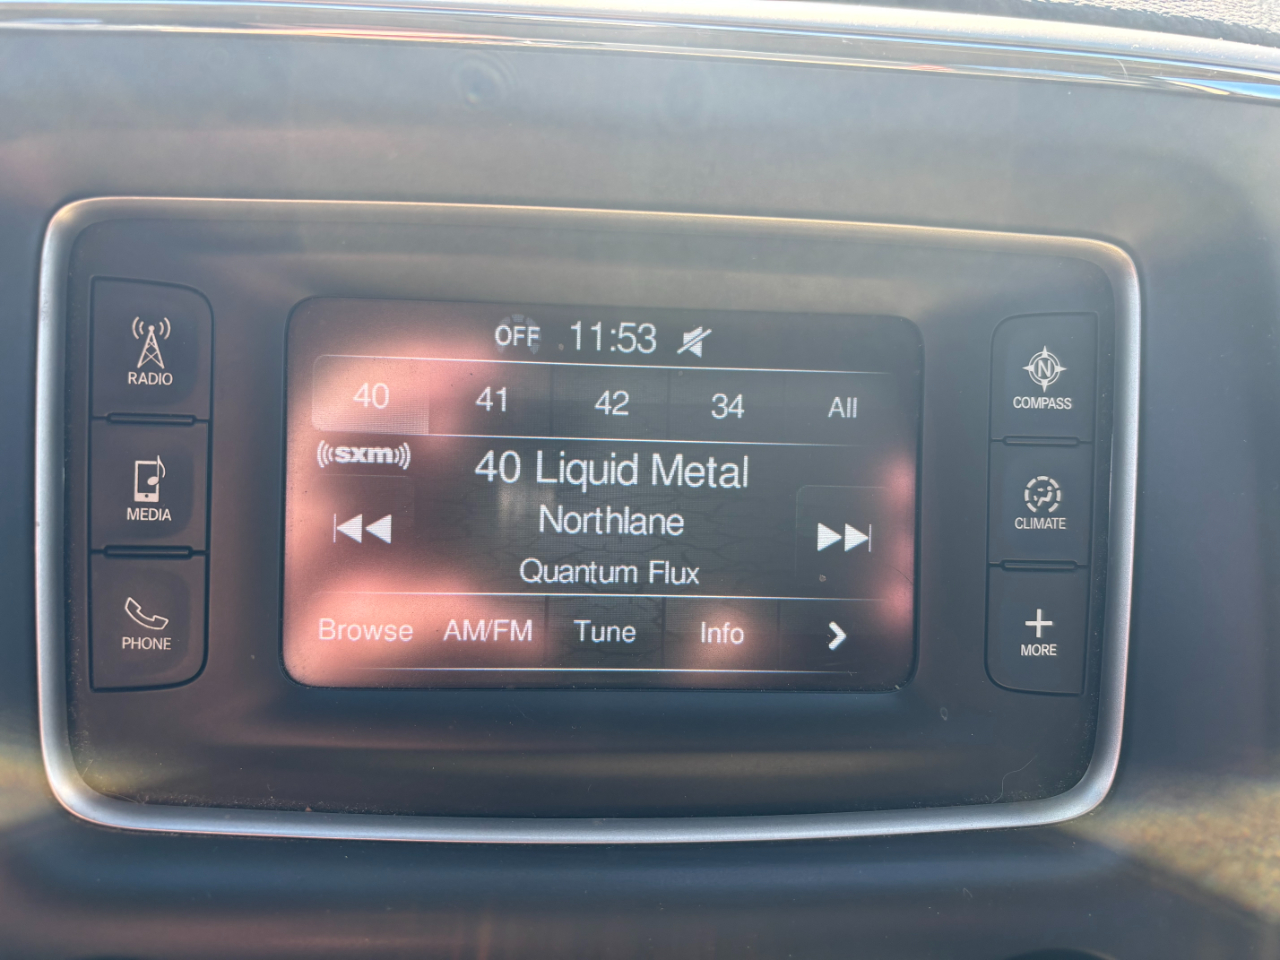 OFF 11:53
40 41 42 34 All
sxm
40 Liquid Metal
Northlane
Quantum Flux
Browse AM/FM Tune Info
RADIO
MEDIA
PHONE
N
COMPASS
CLIMATE
MORE